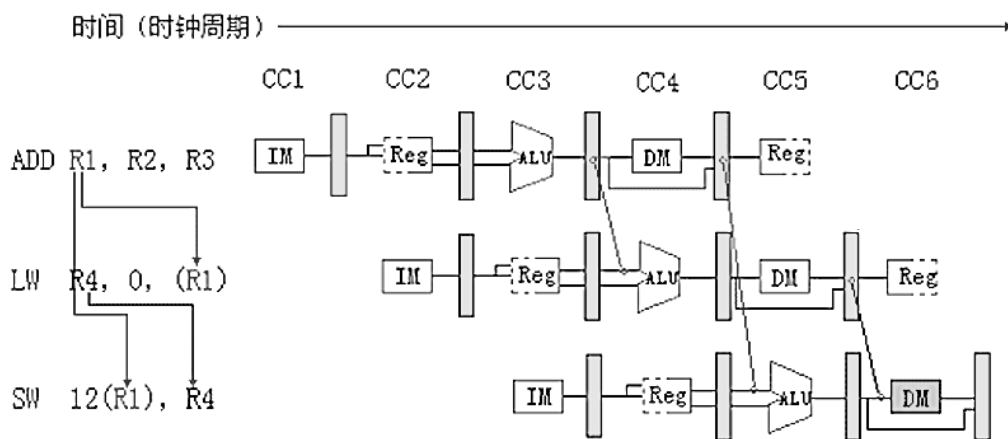 时间（时钟周期）
CC1 CC2 CC3 CC4 CC5 CC6
ADD R1, R2, R3
IM Reg ALU DM Reg
LW R4, 0, (R1)
IM Reg ALU DM Reg
SW 12(R1), R4
IM Reg ALU DM